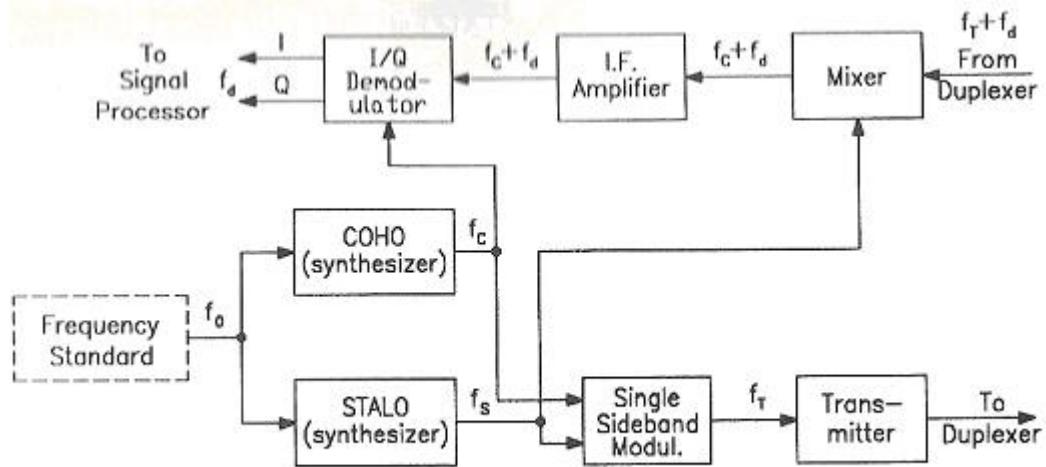 To
Signal
Processor
f_d
I
Q
I/Q
Demod-
ulator
f_C+f_d
I.F.
Amplifier
f_C+f_d
Mixer
f_T+f_d
From
Duplexer
COHO
(synthesizer)
f_C
Frequency
Standard
f_0
STALO
(synthesizer)
f_S
Single
Sideband
Modul.
f_T
Trans-
mitter
To
Duplexer